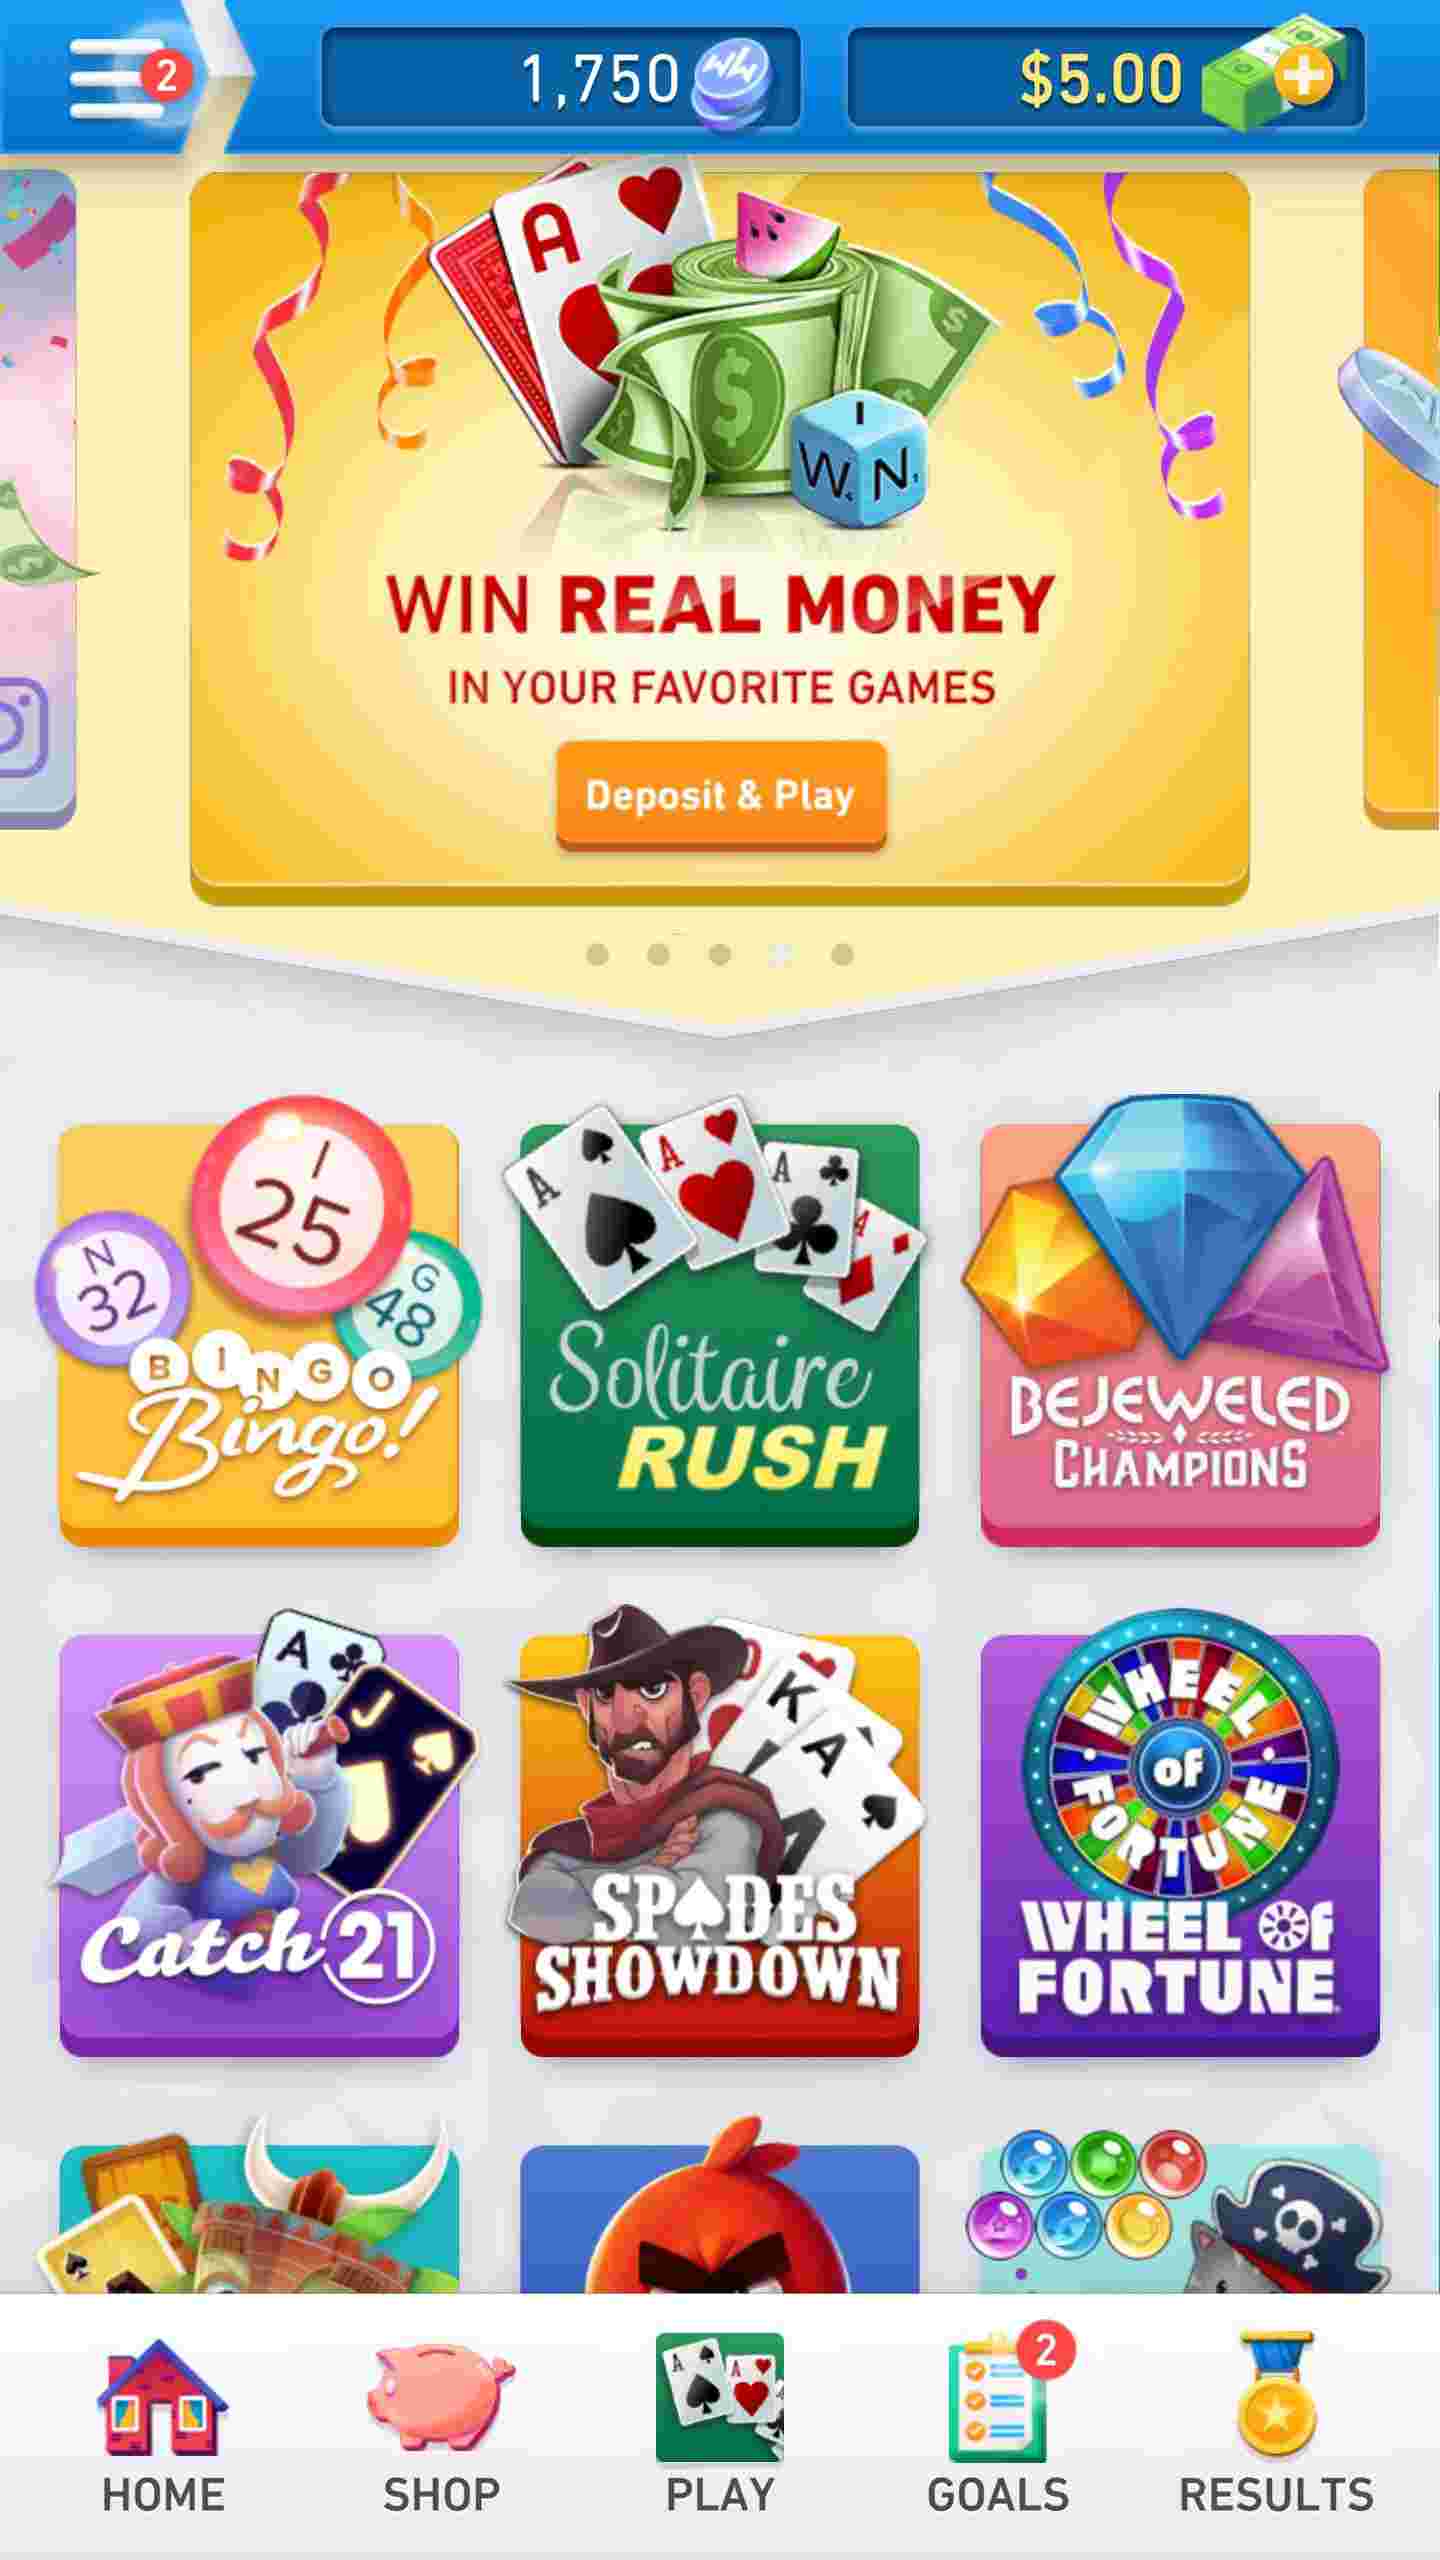 2
1,750
$5.00
A
I
W N
WIN REAL MONEY
IN YOUR FAVORITE GAMES
Deposit & Play
I
25
N
32
G
48
BINGO
Bingo!
A
A
A
A
Solitaire
RUSH
BEJEWELED
CHAMPIONS
A
J
Catch 21
K
A
SPADES
SHOWDOWN
WHEEL
of
FORTUNE
WHEEL OF
FORTUNE
A
A
2
HOME
SHOP
PLAY
GOALS
RESULTS